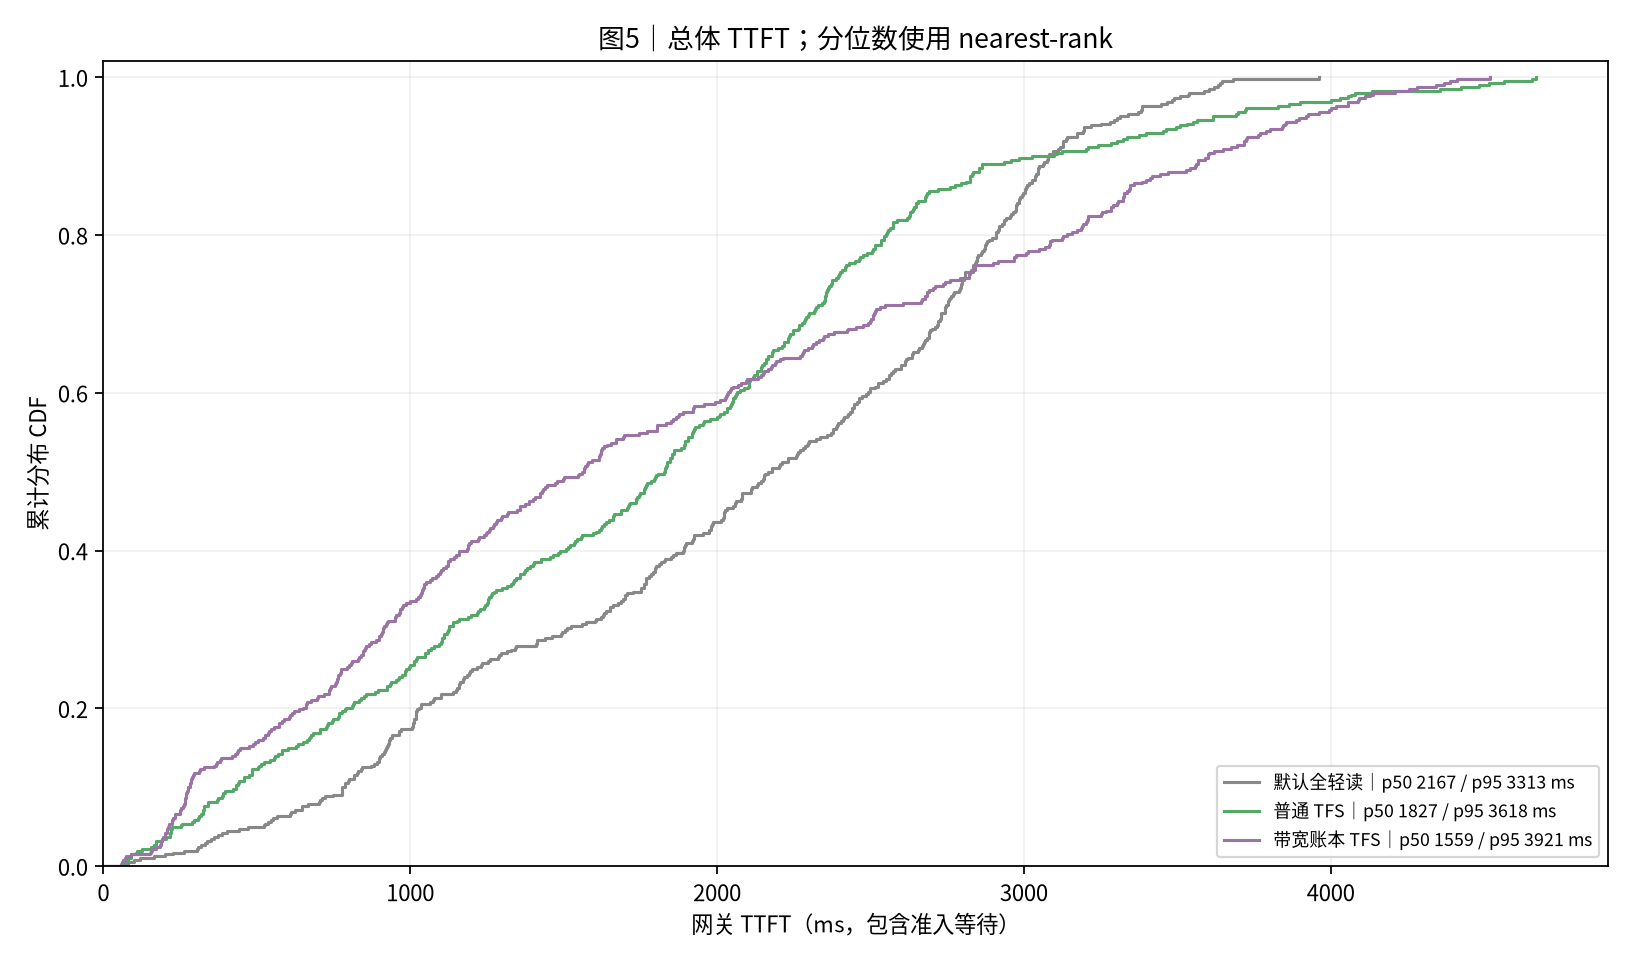 图5｜总体 TTFT；分位数使用 nearest-rank
累计分布 CDF
1.0
0.8
0.6
0.4
0.2
0.0
0
1000
2000
3000
4000
网关 TTFT（ms，包含准入等待）
默认全轻读｜p50 2167 / p95 3313 ms
普通 TFS｜p50 1827 / p95 3618 ms
带宽账本 TFS｜p50 1559 / p95 3921 ms